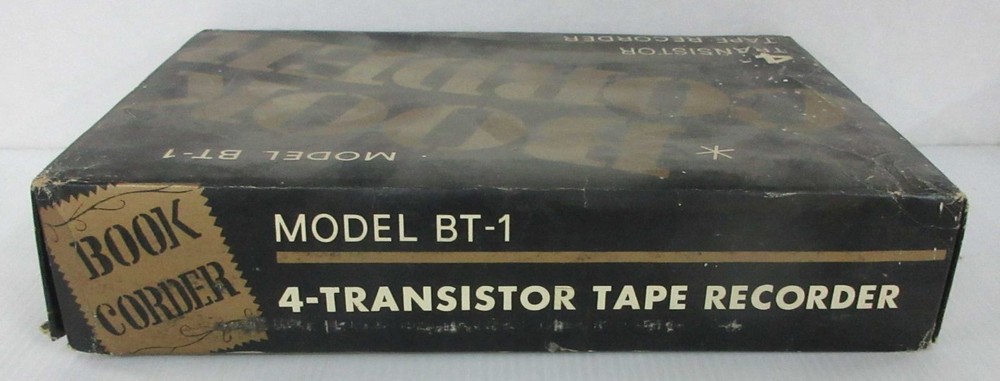 4
TRANSISTOR
TAPE RECORDER
BOOK
CORDER
MODEL BT-1
*
BOOK
CORDER
MODEL BT-1
4-TRANSISTOR TAPE RECORDER